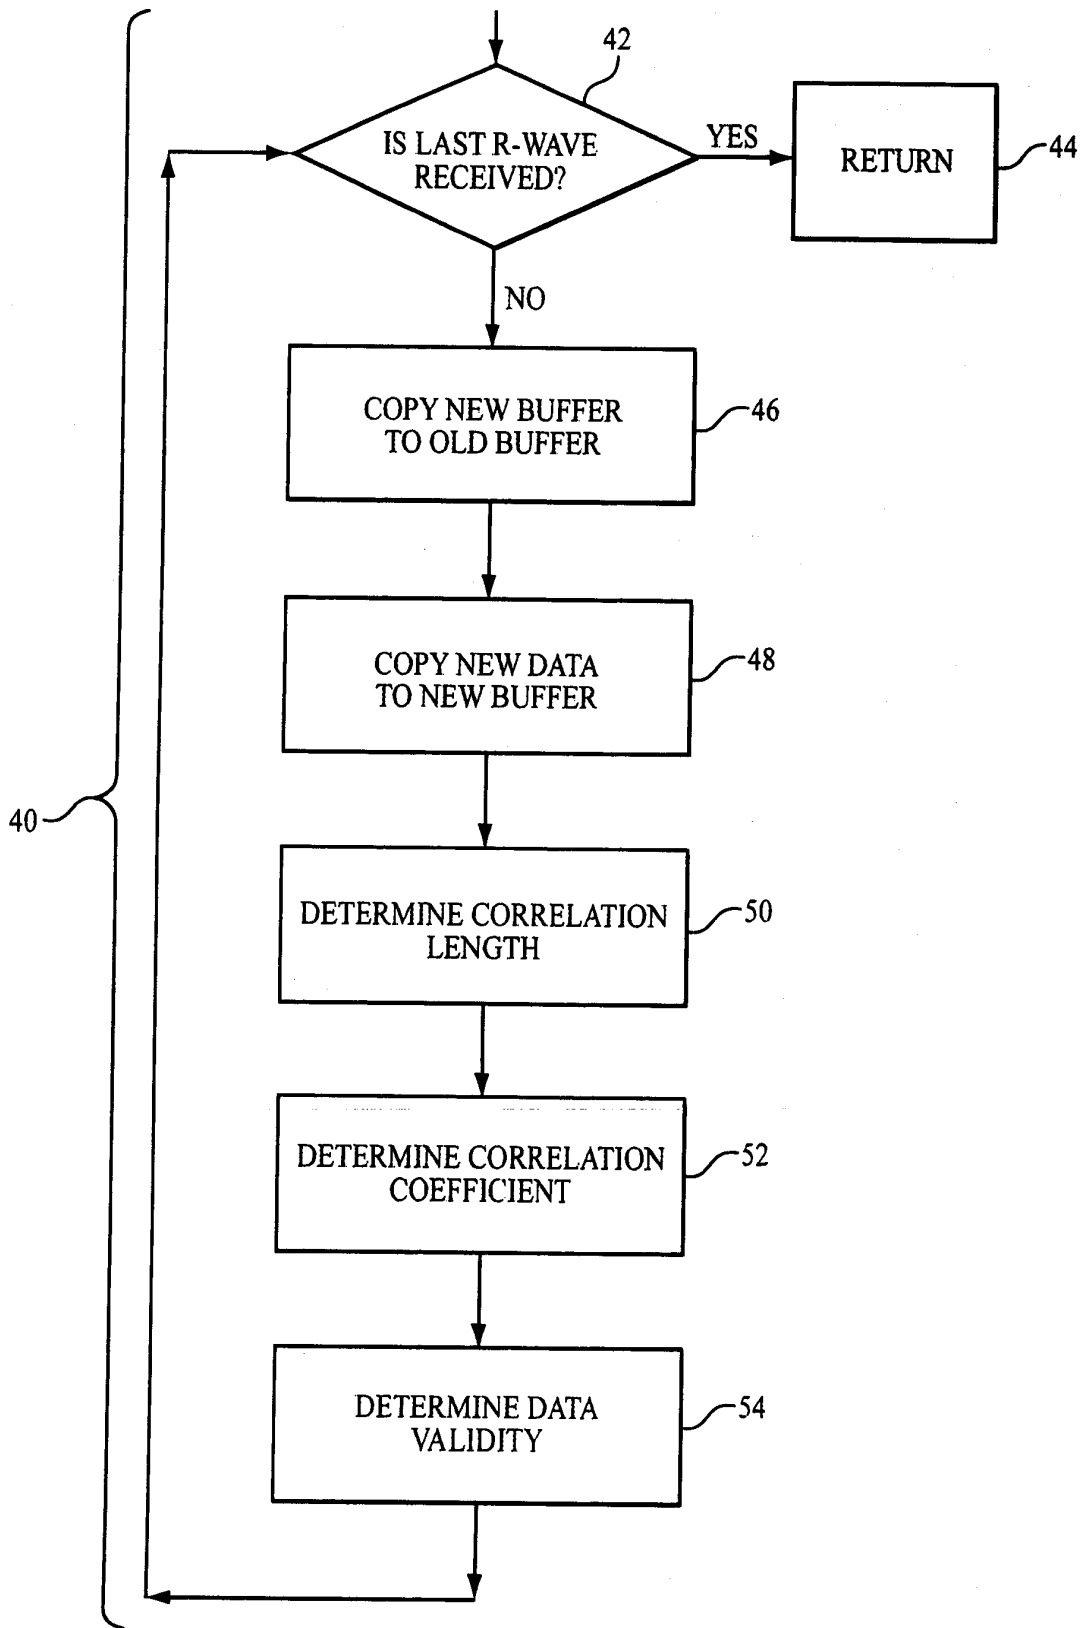 42
IS LAST R-WAVE
RECEIVED?
YES
RETURN
44
NO
COPY NEW BUFFER
TO OLD BUFFER
46
COPY NEW DATA
TO NEW BUFFER
48
40
DETERMINE CORRELATION
LENGTH
50
DETERMINE CORRELATION
COEFFICIENT
52
DETERMINE DATA
VALIDITY
54